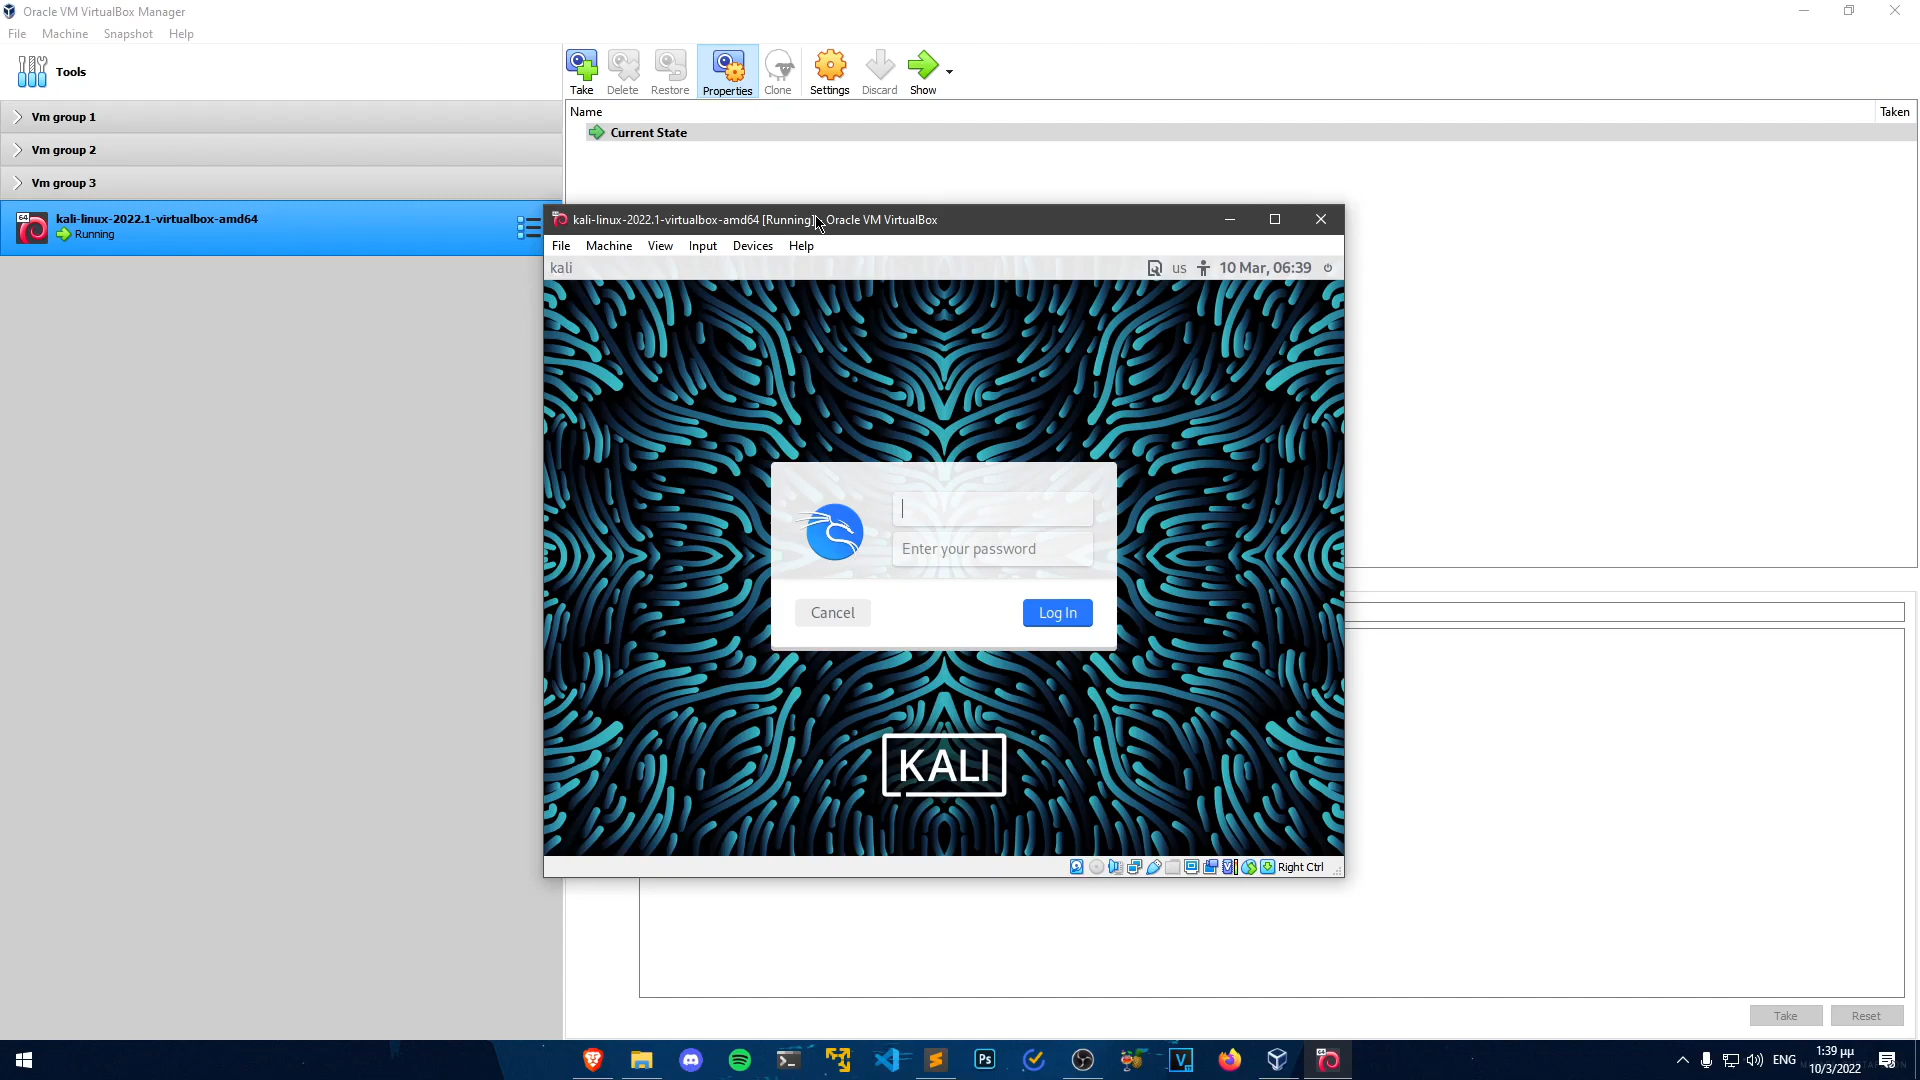 Oracle VM VirtualBox Manager
File Machine Snapshot Help
Tools
Take Delete Restore Properties Clone Settings Discard Show
Name Taken
Current State
Vm group 1
Vm group 2
Vm group 3
64
kali-linux-2022.1-virtualbox-amd64
Running
kali-linux-2022.1-virtualbox-amd64 [Running] Oracle VM VirtualBox
File Machine View Input Devices Help
kali us 10 Mar, 06:39
Enter your password
Cancel Log In
KALI
Right Ctrl
Take Reset
Ps
V
ENG
1:39 μμ
10/3/2022